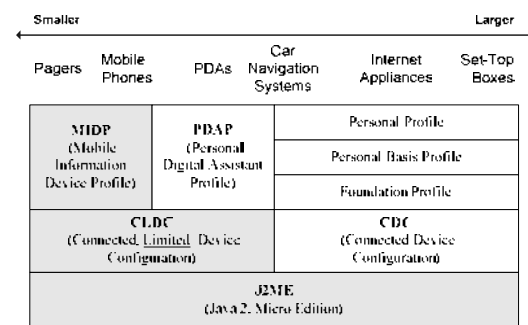 Smaller
Larger
Pagers
Mobile
Phones
PDAs
Car
Navigation
Systems
Internet
Appliances
Set-Top
Boxes
MIDP
(Mobile
Information
Device Profile)
PDAP
(Personal
Digital Assistant
Profile)
Personal Profile
Personal Basis Profile
Foundation Profile
CLDC
(Connected, Limited Device
Configuration)
CDC
(Connected Device
Configuration)
J2ME
(Java 2, Micro Edition)